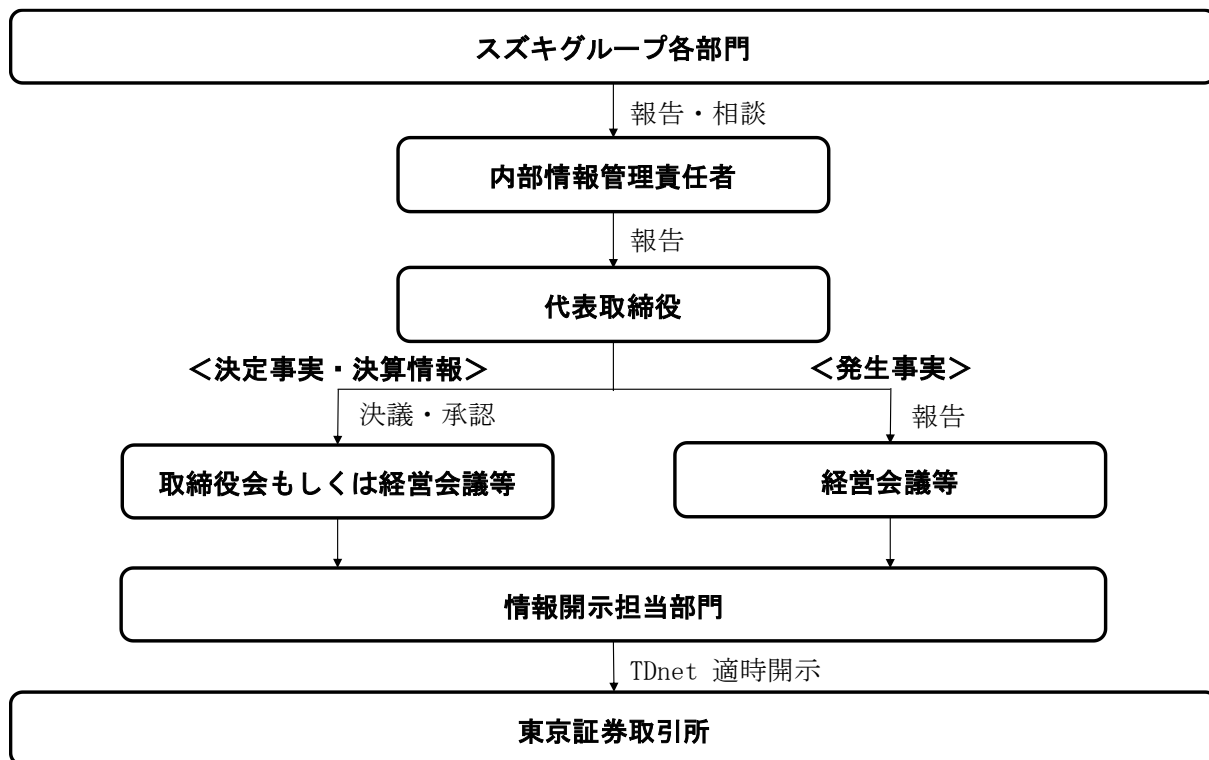 スズキグループ各部門
報告・相談
内部情報管理責任者
報告
代表取締役
＜決定事実・決算情報＞
＜発生事実＞
決議・承認
報告
取締役会もしくは経営会議等
経営会議等
情報開示担当部門
TDnet 適時開示
東京証券取引所